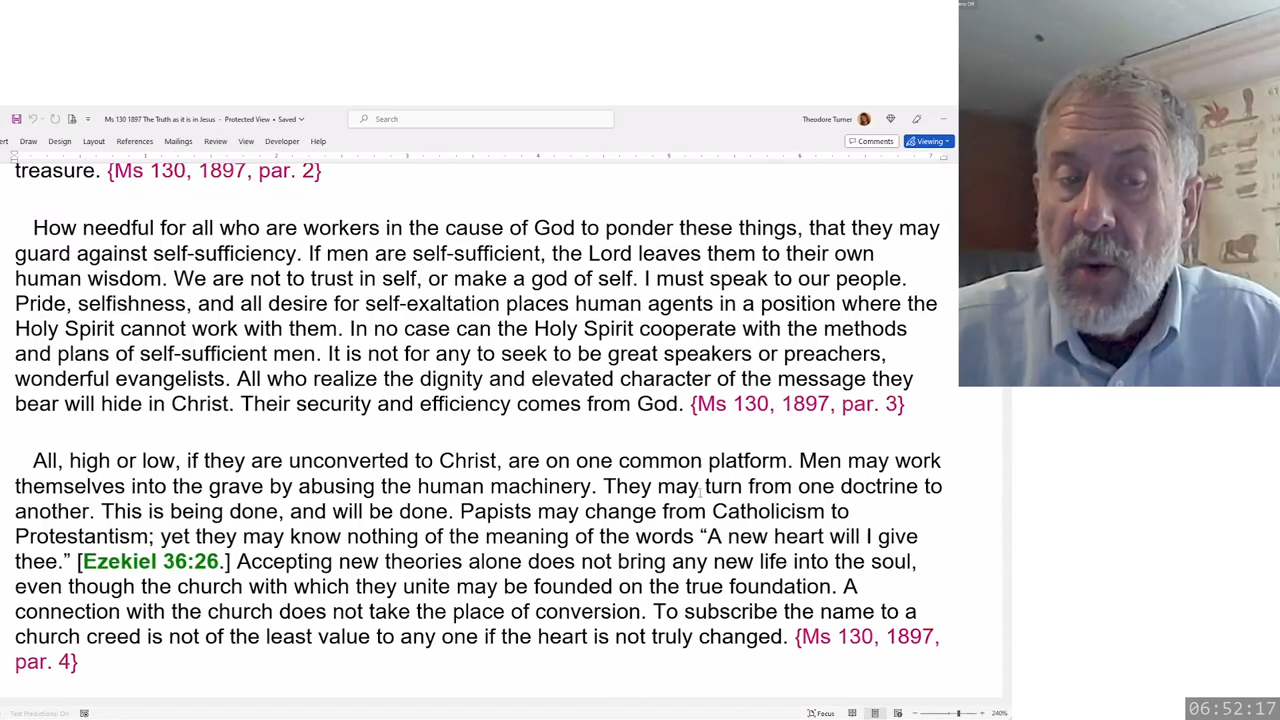 Ms 130 1897 The Truth as it is in Jesus - Protected View • Saved
Search
Theodore Turner
Draw Design Layout References Mailings Review View Developer Help
Comments Viewing
1 2 3 4 5 6 7
treasure. {Ms 130, 1897, par. 2}
How needful for all who are workers in the cause of God to ponder these things, that they may
guard against self-sufficiency. If men are self-sufficient, the Lord leaves them to their own
human wisdom. We are not to trust in self, or make a god of self. I must speak to our people.
Pride, selfishness, and all desire for self-exaltation places human agents in a position where the
Holy Spirit cannot work with them. In no case can the Holy Spirit cooperate with the methods
and plans of self-sufficient men. It is not for any to seek to be great speakers or preachers,
wonderful evangelists. All who realize the dignity and elevated character of the message they
bear will hide in Christ. Their security and efficiency comes from God. {Ms 130, 1897, par. 3}
All, high or low, if they are unconverted to Christ, are on one common platform. Men may work
themselves into the grave by abusing the human machinery. They may turn from one doctrine to
another. This is being done, and will be done. Papists may change from Catholicism to
Protestantism; yet they may know nothing of the meaning of the words “A new heart will I give
thee.” [Ezekiel 36:26.] Accepting new theories alone does not bring any new life into the soul,
even though the church with which they unite may be founded on the true foundation. A
connection with the church does not take the place of conversion. To subscribe the name to a
church creed is not of the least value to any one if the heart is not truly changed. {Ms 130, 1897,
par. 4}
Text Predictions: On
Focus
240%
06:52:17